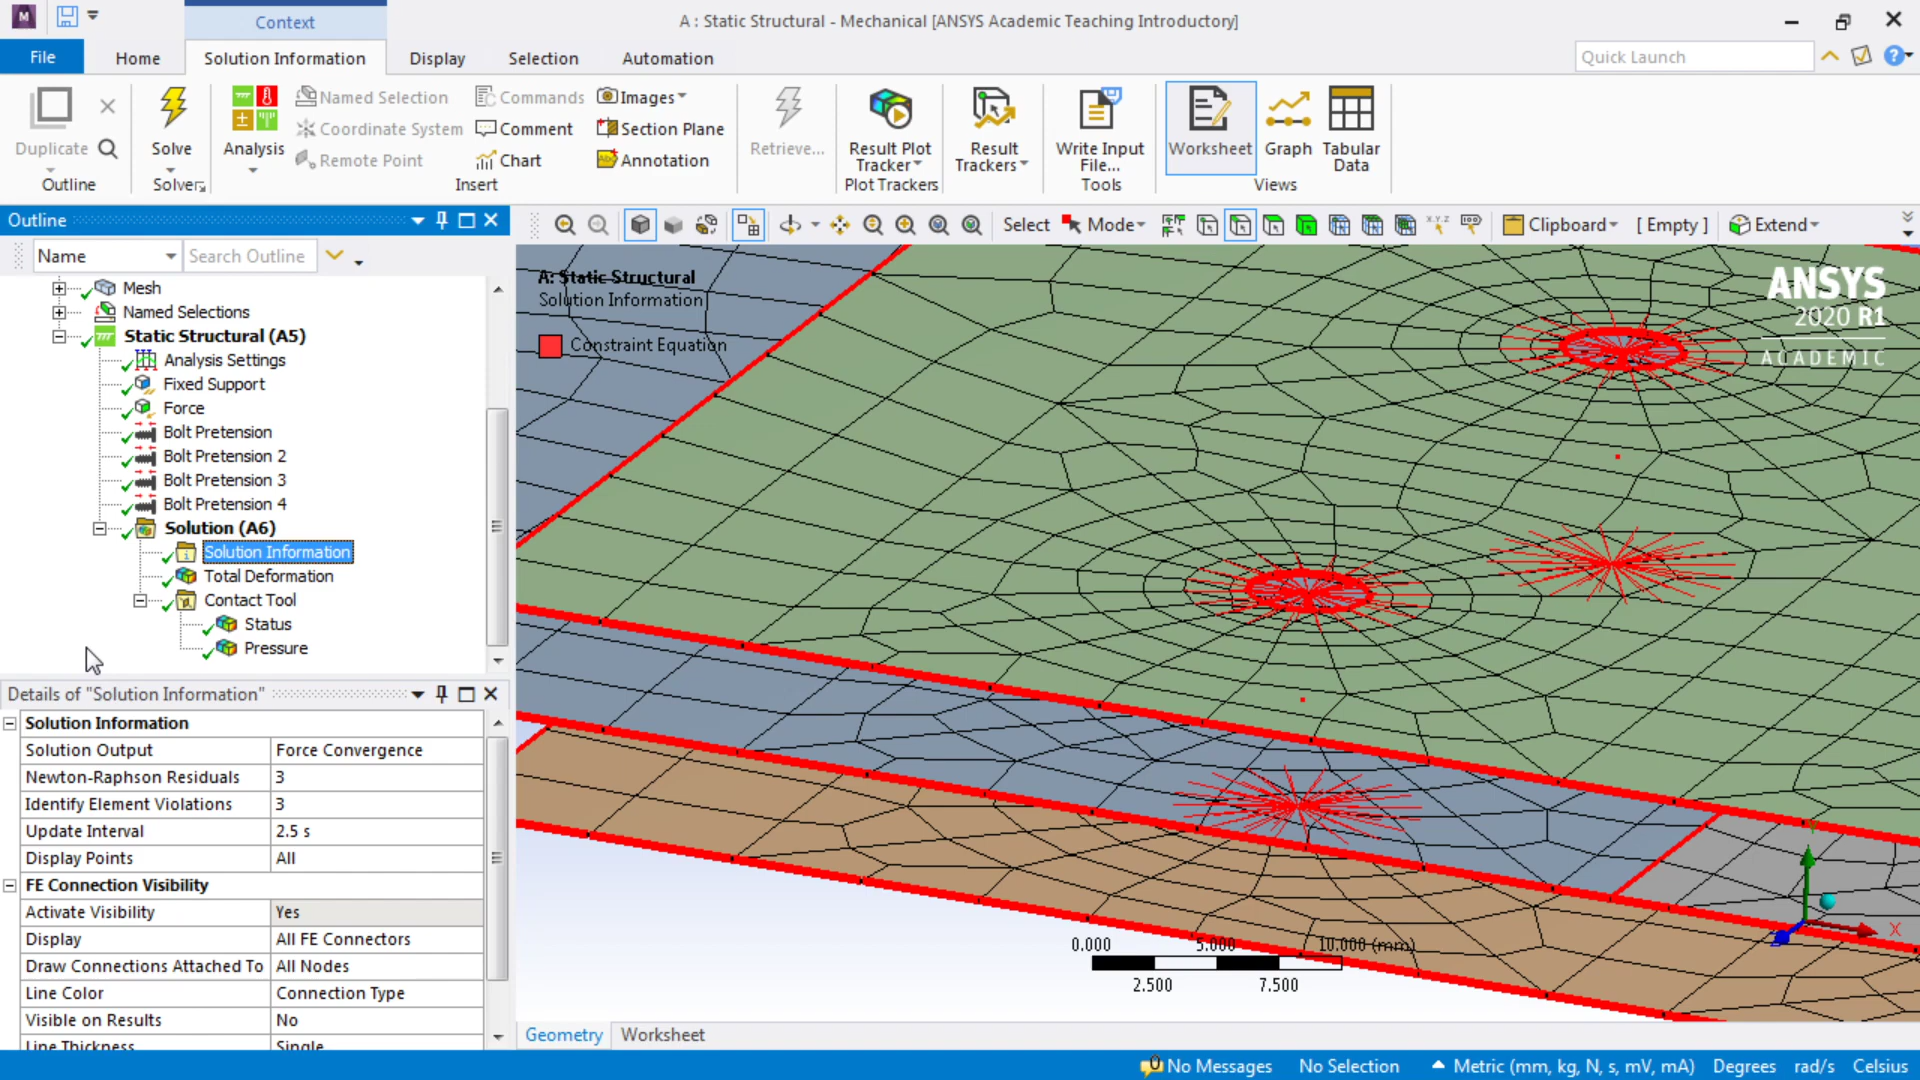 M
Context
A : Static Structural - Mechanical [ANSYS Academic Teaching Introductory]
File
Home
Solution Information
Display
Selection
Automation
Quick Launch
Duplicate
Outline
Solve
Solver
Analysis
Named Selection
Coordinate System
Remote Point
Commands
Comment
Chart
Images
Section Plane
Annotation
Insert
Retrieve...
Result Plot
Tracker
Plot Trackers
Result
Trackers
Write Input
File...
Tools
Worksheet
Graph
Tabular
Data
Views
Outline
Select
Mode
Clipboard
[ Empty ]
Extend
Name
Search Outline
Mesh
Named Selections
Static Structural (A5)
Analysis Settings
Fixed Support
Force
Bolt Pretension
Bolt Pretension 2
Bolt Pretension 3
Bolt Pretension 4
Solution (A6)
Solution Information
Total Deformation
Contact Tool
Status
Pressure
Details of "Solution Information"
Solution Information
Solution Output Force Convergence
Newton-Raphson Residuals 3
Identify Element Violations 3
Update Interval 2.5 s
Display Points All
FE Connection Visibility
Activate Visibility Yes
Display All FE Connectors
Draw Connections Attached To All Nodes
Line Color Connection Type
Visible on Results No
Line Thickness Single
A: Static Structural
Solution Information
Constraint Equation
ANSYS
2020 R1
ACADEMIC
Y
X
0.000 5.000 10.000 (mm)
2.500 7.500
Geometry
Worksheet
0 No Messages
No Selection
Metric (mm, kg, N, s, mV, mA)
Degrees
rad/s
Celsius